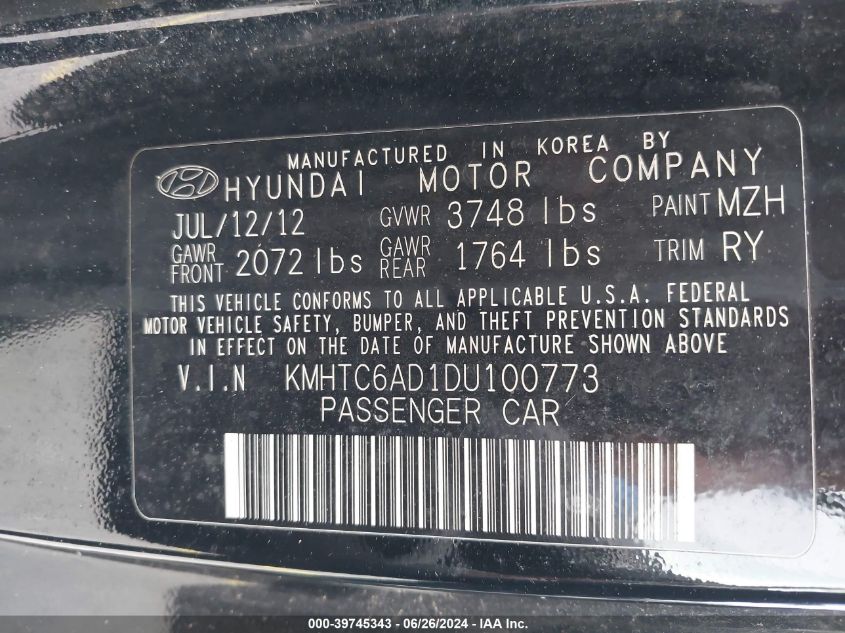 MANUFACTURED IN KOREA BY
HYUNDAI MOTOR COMPANY
JUL/12/12 GVWR 3748 lbs PAINT MZH
GAWR FRONT 2072 lbs GAWR REAR 1764 lbs TRIM RY
THIS VEHICLE CONFORMS TO ALL APPLICABLE U.S.A. FEDERAL
MOTOR VEHICLE SAFETY, BUMPER, AND THEFT PREVENTION STANDARDS
IN EFFECT ON THE DATE OF MANUFACTURE SHOWN ABOVE
V.I.N KMHTC6AD1DU100773
PASSENGER CAR
000-39745343 - 06/26/2024 - IAA Inc.